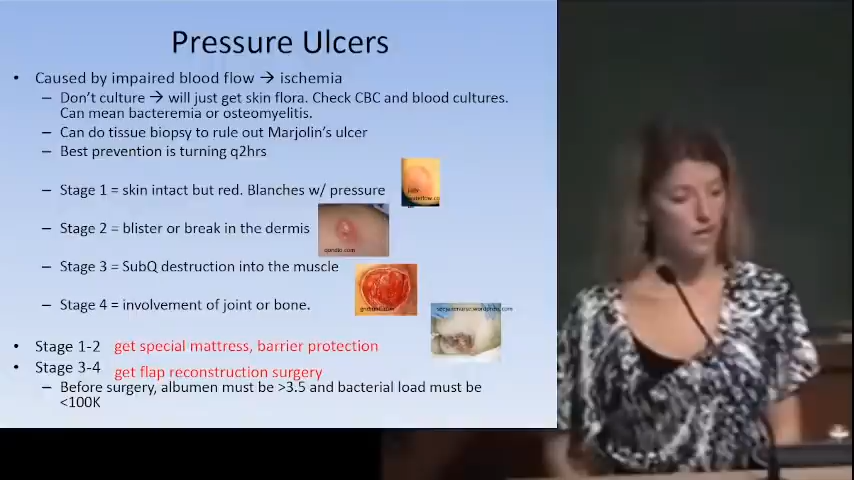 Pressure Ulcers
• Caused by impaired blood flow → ischemia
– Don't culture → will just get skin flora. Check CBC and blood cultures.
Can mean bacteremia or osteomyelitis.
– Can do tissue biopsy to rule out Marjolin's ulcer
– Best prevention is turning q2hrs
– Stage 1 = skin intact but red. Blanches w/ pressure
– Stage 2 = blister or break in the dermis
– Stage 3 = SubQ destruction into the muscle
– Stage 4 = involvement of joint or bone.
• Stage 1-2 get special mattress, barrier protection
• Stage 3-4 get flap reconstruction surgery
– Before surgery, albumen must be >3.5 and bacterial load must be
<100K